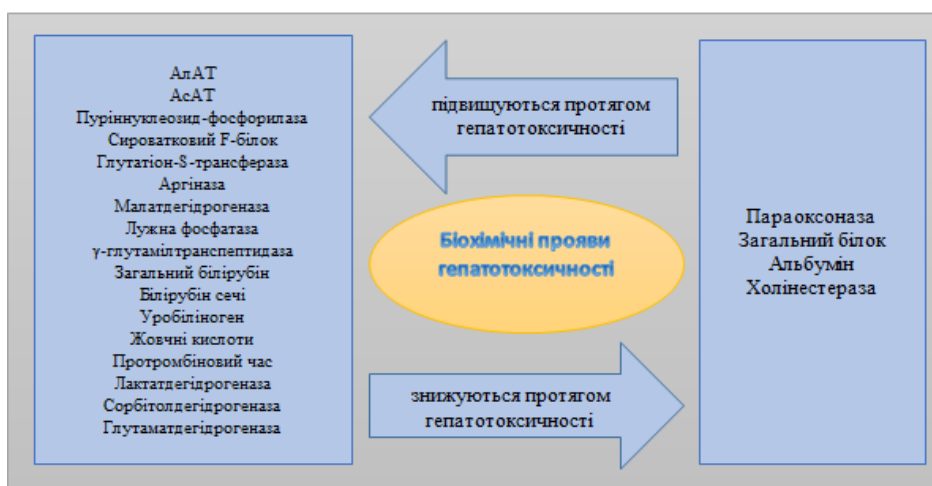 АлАТ
АсАТ
Пуріннуклеозид-фосфорилаза
Сироватковий F-білок
Глутатіон-S-трансфераза
Аргіназа
Малатдегідрогеназа
Лужна фосфатаза
γ-глутамілтранспептидаза
Загальний білірубін
Білірубін сечі
Уробіліноген
Жовчні кислоти
Протромбіновий час
Лактатдегідрогеназа
Сорбітолдегідрогеназа
Глутаматдегідрогеназа
підвищуються протягом
гепатотоксичності
Біохімічні прояви
гепатотоксичності
знижуються протягом
гепатотоксичності
Параоксоназа
Загальний білок
Альбумін
Холінестераза